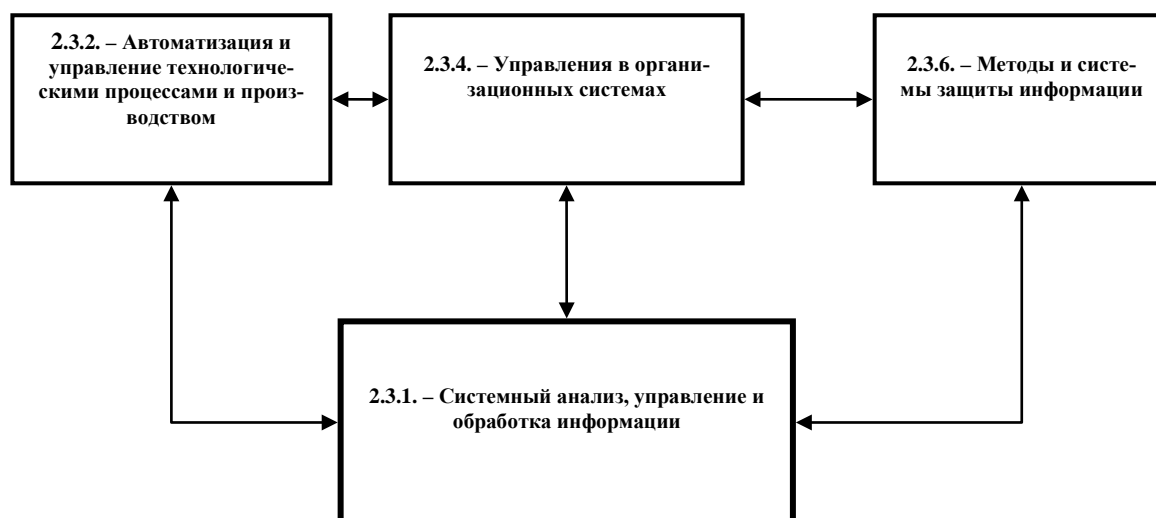 2.3.2. – Автоматизация и
управление технологиче-
скими процессами и произ-
водством
2.3.4. – Управления в органи-
зационных системах
2.3.6. – Методы и систе-
мы защиты информации
2.3.1. – Системный анализ, управление и
обработка информации